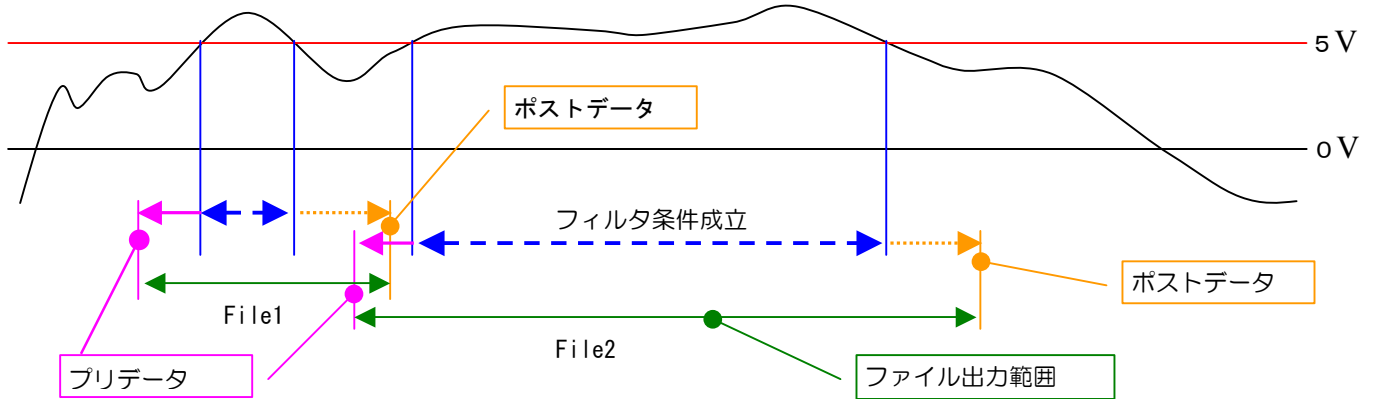 5V
ポストデータ
0V
フィルタ条件成立
ポストデータ
File1
File2
プリデータ
ファイル出力範囲